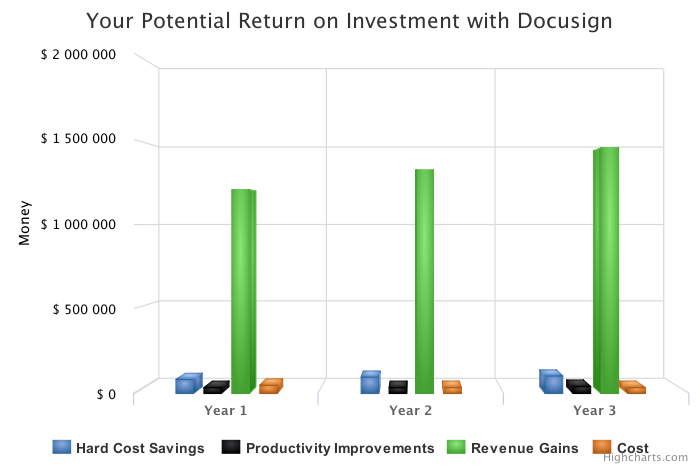 Your Potential Return on Investment with Docusign
$ 2 000 000
$ 1 500 000
$ 1 000 000
$ 500 000
$ 0
Money
Year 1 Year 2 Year 3
Hard Cost Savings Productivity Improvements Revenue Gains Cost
Highcharts.com